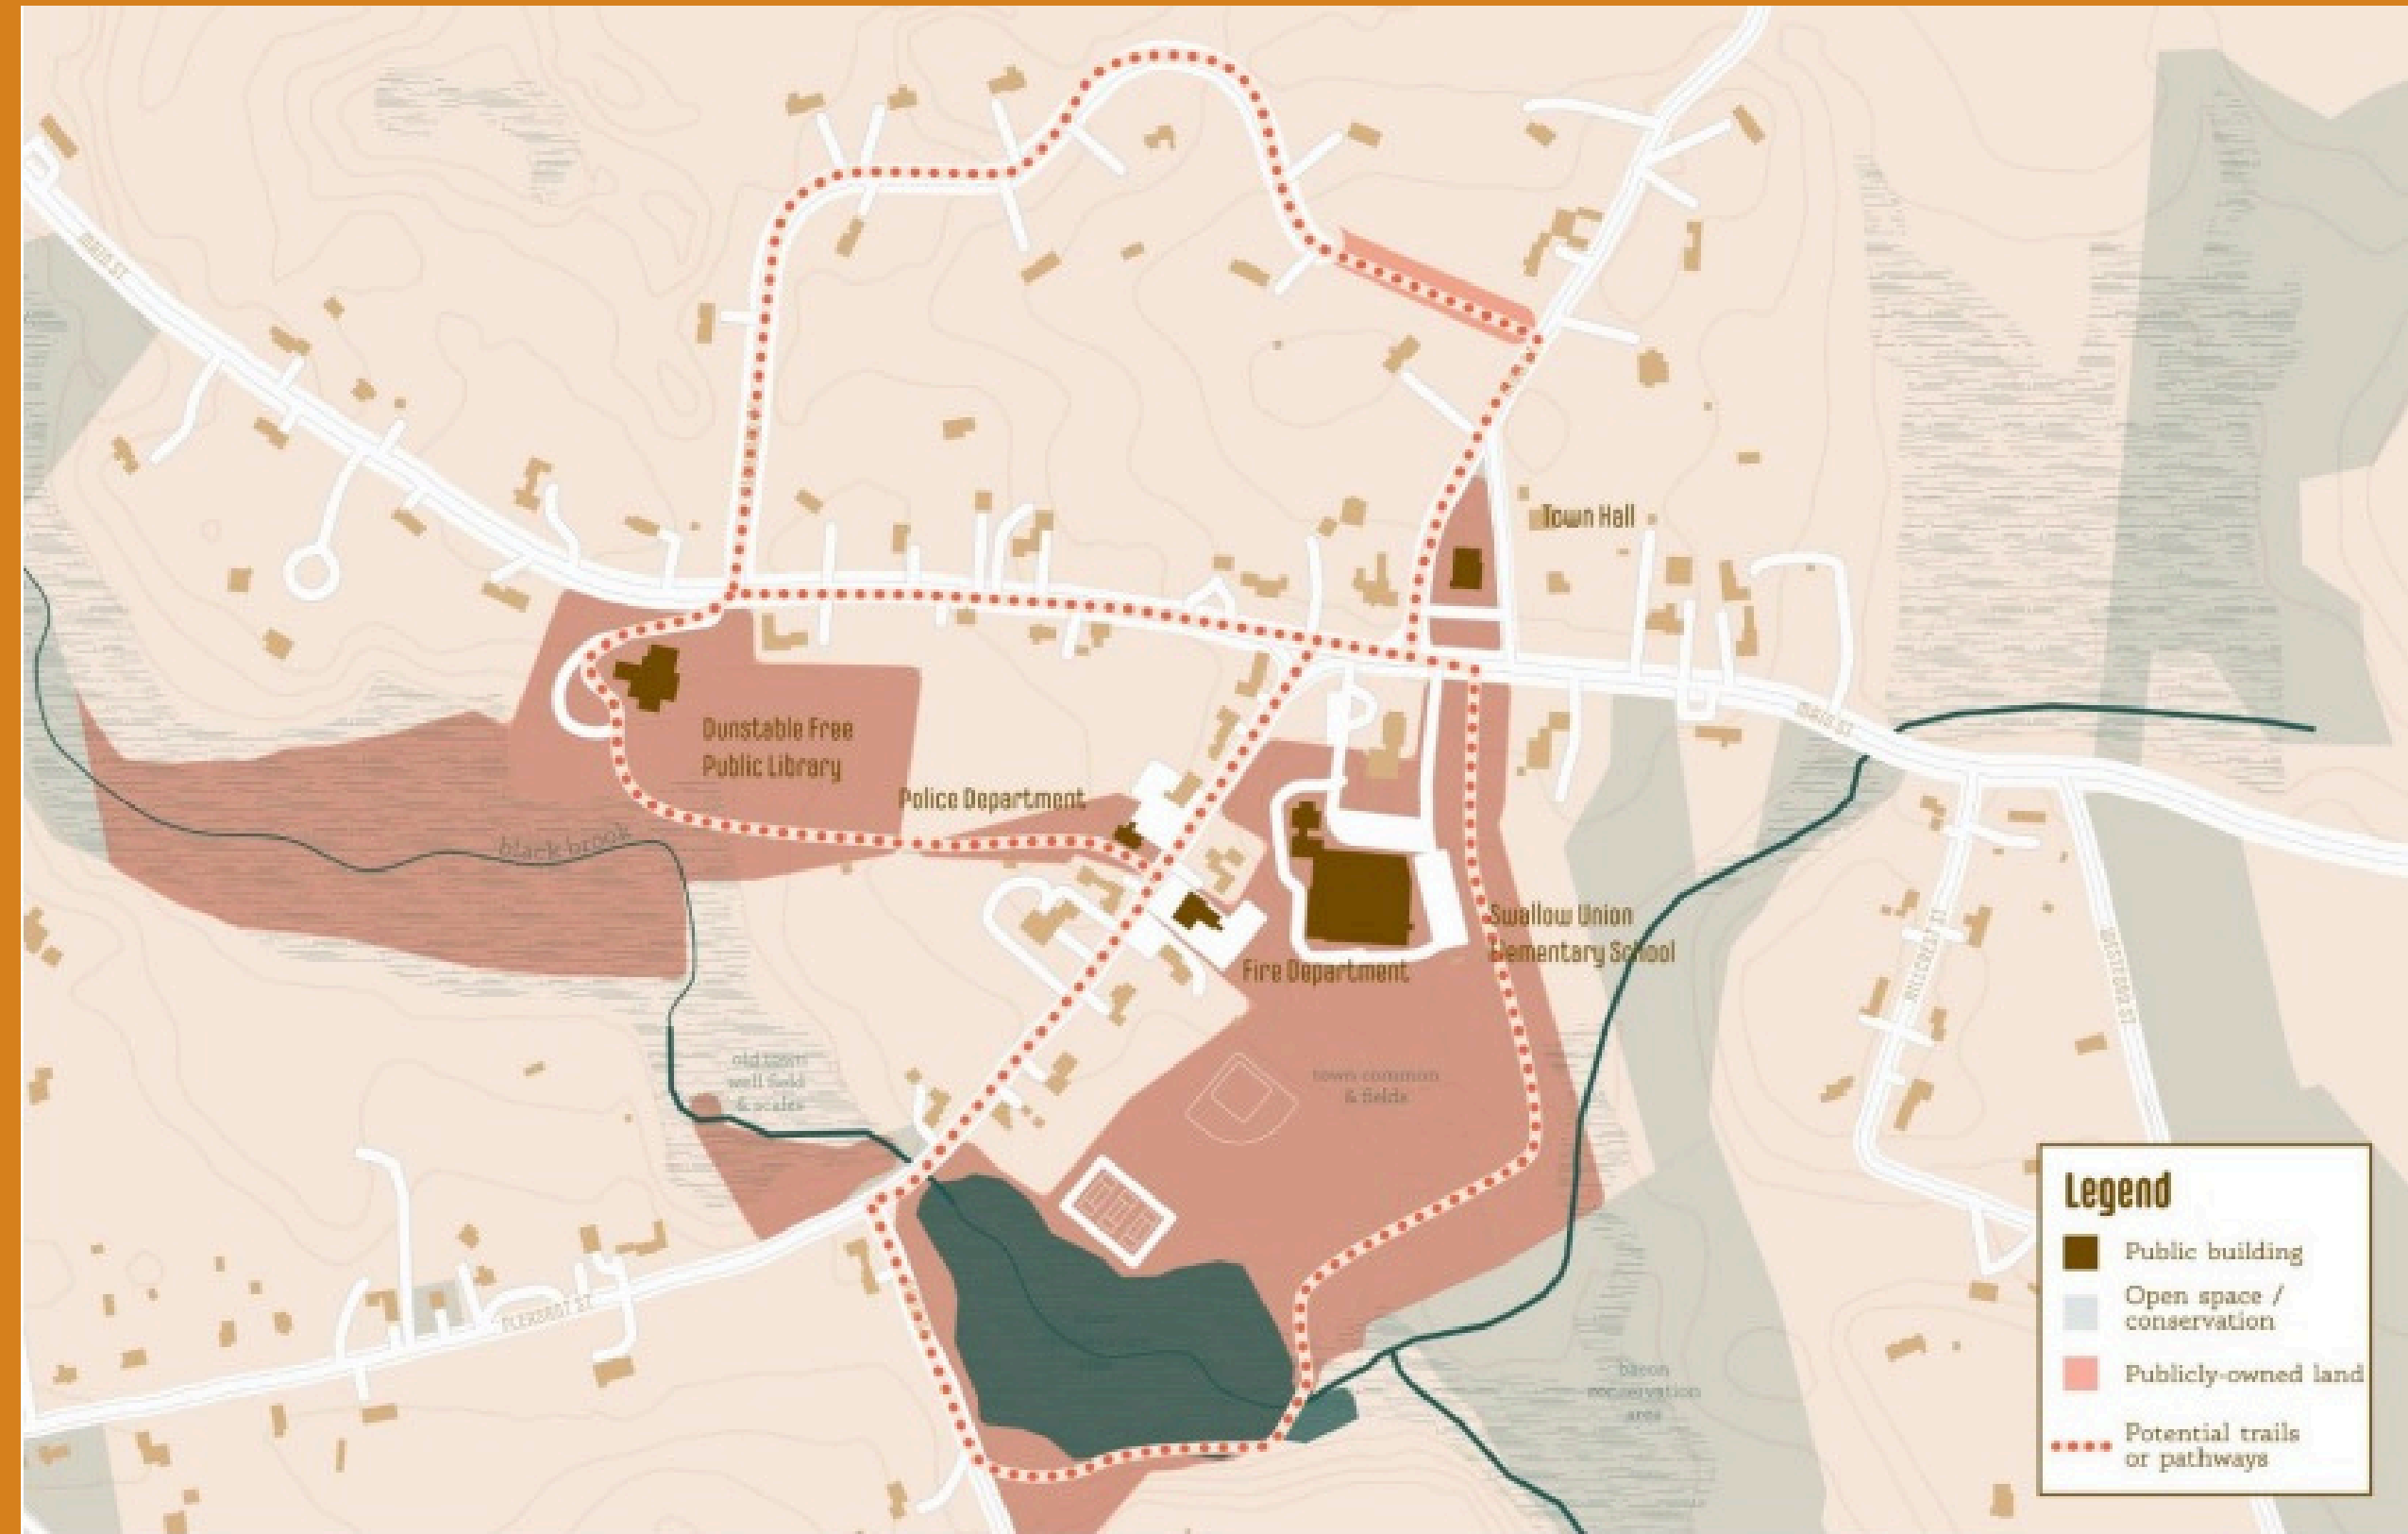 MAIN ST
Town Hall
Dunstable Free
Public Library
MAIN ST
Police Department
black brook
Swallow Union
Elementary School
Fire Department
HILLCREST ST
old town
well field
& scales
town common
& fields
PLEASANT ST
bacon
conservation
area
Legend
Public building
Open space /
conservation
Publicly-owned land
Potential trails
or pathways